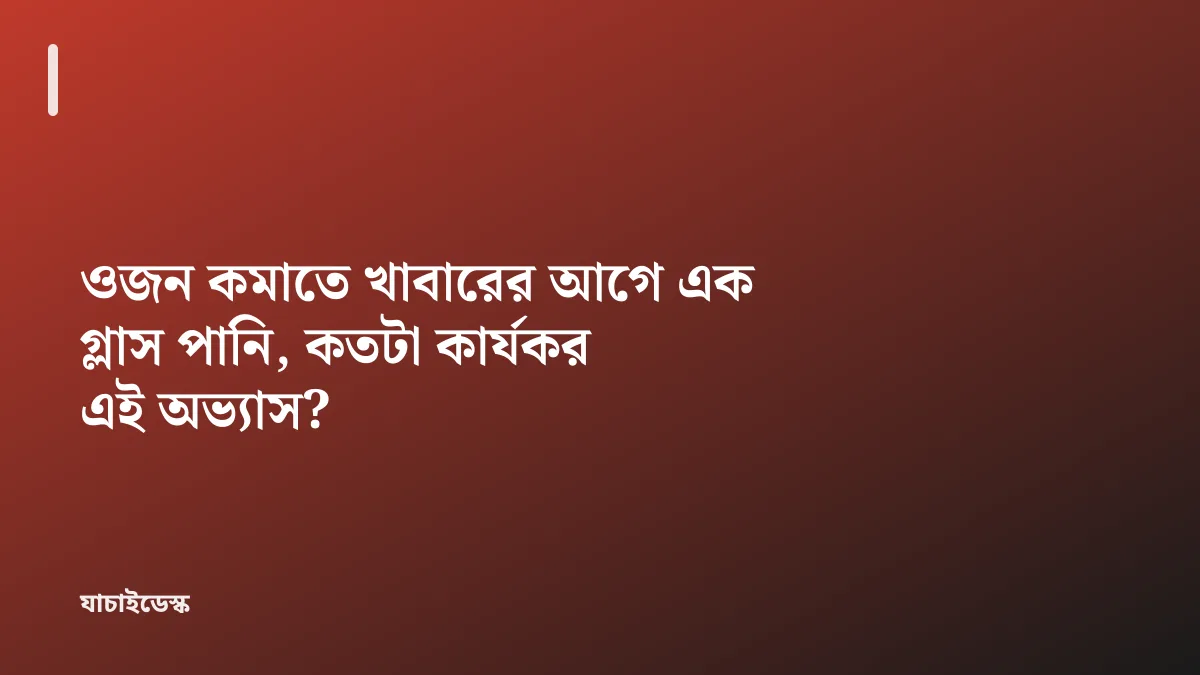 ওজন কমাতে খাবারের আগে এক
গ্লাস পানি, কতটা কার্যকর
এই অভ্যাস?
যাচাইডেস্ক